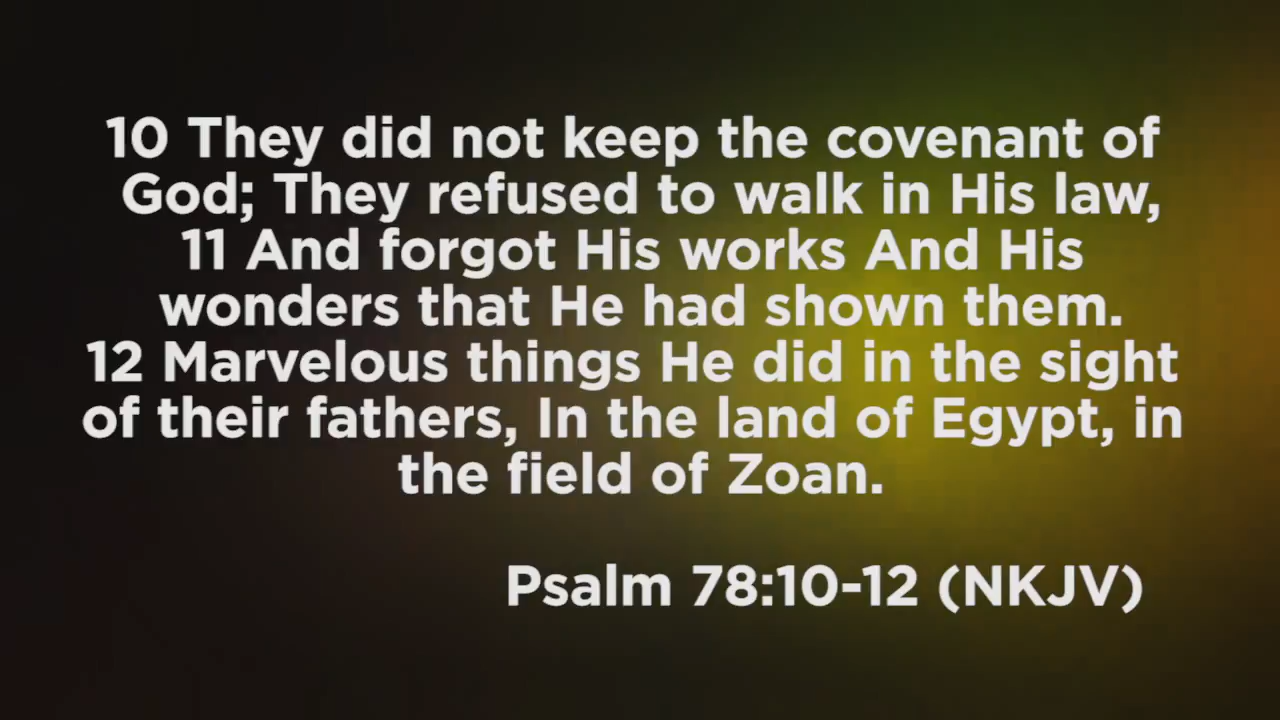 10 They did not keep the covenant of
God; They refused to walk in His law,
11 And forgot His works And His
wonders that He had shown them.
12 Marvelous things He did in the sight
of their fathers, In the land of Egypt, in
the field of Zoan.
Psalm 78:10-12 (NKJV)